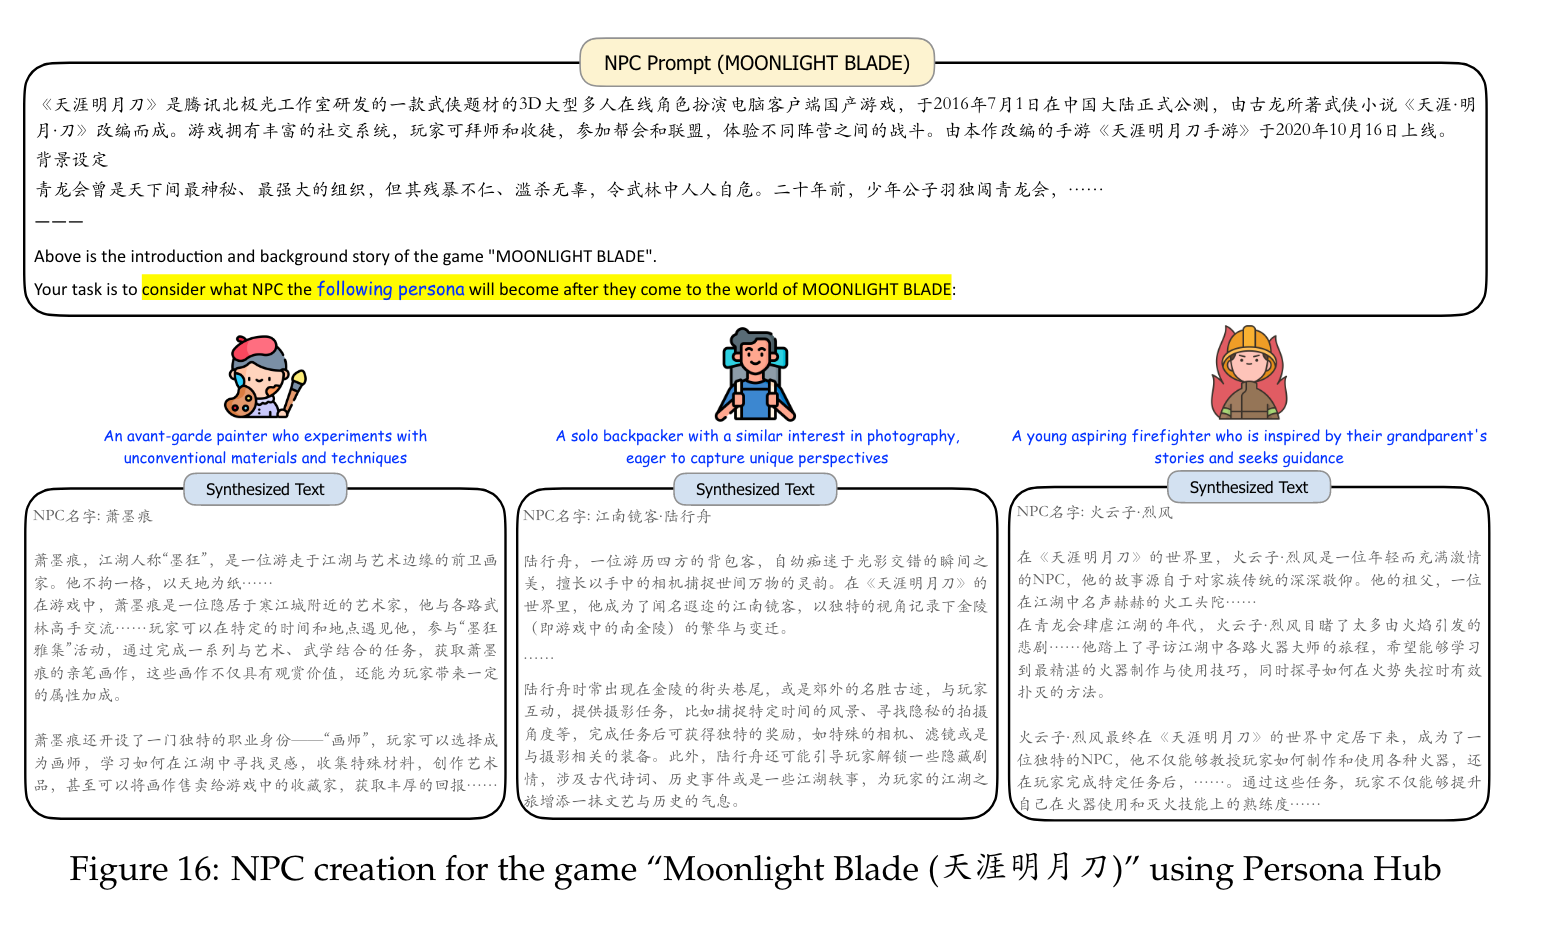 NPC Prompt (MOONLIGHT BLADE)
《天涯明月刀》是腾讯北极光工作室研发的一款武侠题材的3D大型多人在线角色扮演电脑客户端国产游戏，于2016年7月1日在中国大陆正式公测，由古龙所著武侠小说《天涯·明
月·刀》改编而成。游戏拥有丰富的社交系统，玩家可拜师和收徒，参加帮会和联盟，体验不同阵营之间的战斗。由本作改编的手游《天涯明月刀手游》于2020年10月16日上线。
背景设定
青龙会曾是天下间最神秘、最强大的组织，但其残暴不仁、滥杀无辜，令武林中人人自危。二十年前，少年公子羽独闯青龙会，……
———
Above is the introduction and background story of the game "MOONLIGHT BLADE".
Your task is to consider what NPC the following persona will become after they come to the world of MOONLIGHT BLADE:
An avant-garde painter who experiments with
unconventional materials and techniques
Synthesized Text
NPC名字: 萧墨痕
萧墨痕，江湖人称“墨狂”，是一位游走于江湖与艺术边缘的前卫画
家。他不拘一格，以天地为纸……
在游戏中，萧墨痕是一位隐居于寒江城附近的艺术家，他与各路武
林高手交流……玩家可以在特定的时间和地点遇见他，参与“墨狂
雅集”活动，通过完成一系列与艺术、武学结合的任务，获取萧墨
痕的亲笔画作，这些画作不仅具有观赏价值，还能为玩家带来一定
的属性加成。
萧墨痕还开设了一门独特的职业身份——“画师”，玩家可以选择成
为画师，学习如何在江湖中寻找灵感，收集特殊材料，创作艺术
品，甚至可以将画作售卖给游戏中的收藏家，获取丰厚的回报……
A solo backpacker with a similar interest in photography,
eager to capture unique perspectives
Synthesized Text
NPC名字: 江南镜客·陆行舟
陆行舟，一位游历四方的背包客，自幼痴迷于光影交错的瞬间之
美，擅长以手中的相机捕捉世间万物的灵韵。在《天涯明月刀》的
世界里，他成为了闻名遐迩的江南镜客，以独特的视角记录下金陵
（即游戏中的南金陵）的繁华与变迁。
……
陆行舟时常出现在金陵的街头巷尾，或是郊外的名胜古迹，与玩家
互动，提供摄影任务，比如捕捉特定时间的风景、寻找隐秘的拍摄
角度等，完成任务后可获得独特的奖励，如特殊的相机、滤镜或是
与摄影相关的装备。此外，陆行舟还可能引导玩家解锁一些隐藏剧
情，涉及古代诗词、历史事件或是一些江湖轶事，为玩家的江湖之
旅增添一抹文艺与历史的气息。
A young aspiring firefighter who is inspired by their grandparent's
stories and seeks guidance
Synthesized Text
NPC名字: 火云子·烈风
在《天涯明月刀》的世界里，火云子·烈风是一位年轻而充满激情
的NPC，他的故事源自于对家族传统的深深敬仰。他的祖父，一位
在江湖中名声赫赫的火工头陀……
在青龙会肆虐江湖的年代，火云子·烈风目睹了太多由火焰引发的
悲剧……他踏上了寻访江湖中各路火器大师的旅程，希望能够学习
到最精湛的火器制作与使用技巧，同时探寻如何在火势失控时有效
扑灭的方法。
火云子·烈风最终在《天涯明月刀》的世界中定居下来，成为了一
位独特的NPC，他不仅能够教授玩家如何制作和使用各种火器，还
在玩家完成特定任务后，……。通过这些任务，玩家不仅能够提升
自己在火器使用和灭火技能上的熟练度……
Figure 16: NPC creation for the game “Moonlight Blade (天涯明月刀)” using Persona Hub